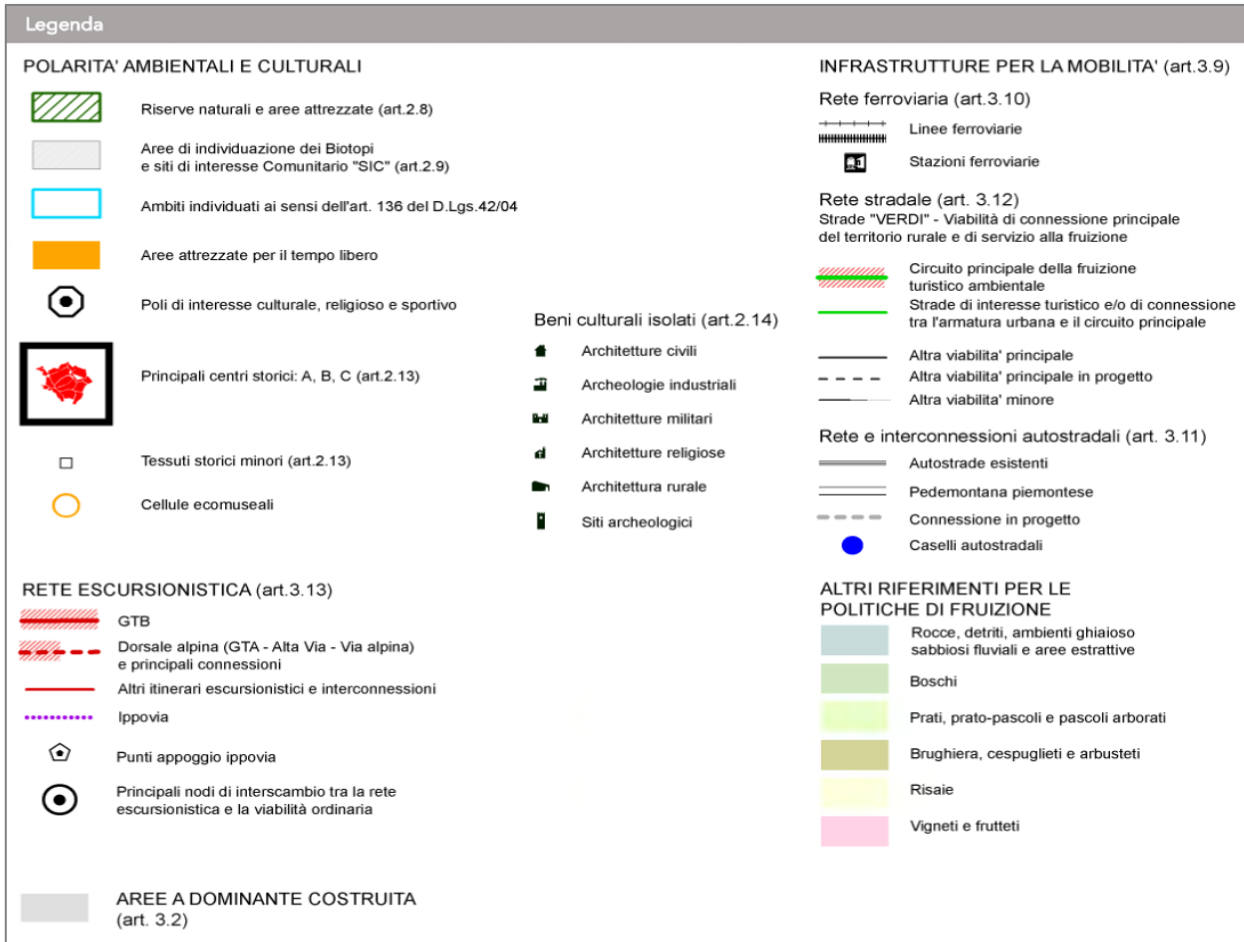 Legenda
POLARITA' AMBIENTALI E CULTURALI
Riserve naturali e aree attrezzate (art.2.8)
Aree di individuazione dei Biotopi
e siti di interesse Comunitario "SIC" (art.2.9)
Ambiti individuati ai sensi dell'art. 136 del D.Lgs.42/04
Aree attrezzate per il tempo libero
Poli di interesse culturale, religioso e sportivo
Principali centri storici: A, B, C (art.2.13)
Tessuti storici minori (art.2.13)
Cellule ecomuseali
Beni culturali isolati (art.2.14)
Architetture civili
Archeologie industriali
Architetture militari
Architetture religiose
Architettura rurale
Siti archeologici
RETE ESCURSIONISTICA (art.3.13)
GTB
Dorsale alpina (GTA - Alta Via - Via alpina)
e principali connessioni
Altri itinerari escursionistici e interconnessioni
Ippovia
Punti appoggio ippovia
Principali nodi di interscambio tra la rete
escursionistica e la viabilità ordinaria
AREE A DOMINANTE COSTRUITA
(art. 3.2)
INFRASTRUTTURE PER LA MOBILITA' (art.3.9)
Rete ferroviaria (art.3.10)
Linee ferroviarie
Stazioni ferroviarie
Rete stradale (art. 3.12)
Strade "VERDI" - Viabilità di connessione principale
del territorio rurale e di servizio alla fruizione
Circuito principale della fruizione
turistico ambientale
Strade di interesse turistico e/o di connessione
tra l'armatura urbana e il circuito principale
Altra viabilita' principale
Altra viabilita' principale in progetto
Altra viabilita' minore
Rete e interconnessioni autostradali (art. 3.11)
Autostrade esistenti
Pedemontana piemontese
Connessione in progetto
Caselli autostradali
ALTRI RIFERIMENTI PER LE
POLITICHE DI FRUIZIONE
Rocce, detriti, ambienti ghiaioso
sabbiosi fluviali e aree estrattive
Boschi
Prati, prato-pascoli e pascoli arborati
Brughiera, cespuglieti e arbusteti
Risaie
Vigneti e frutteti